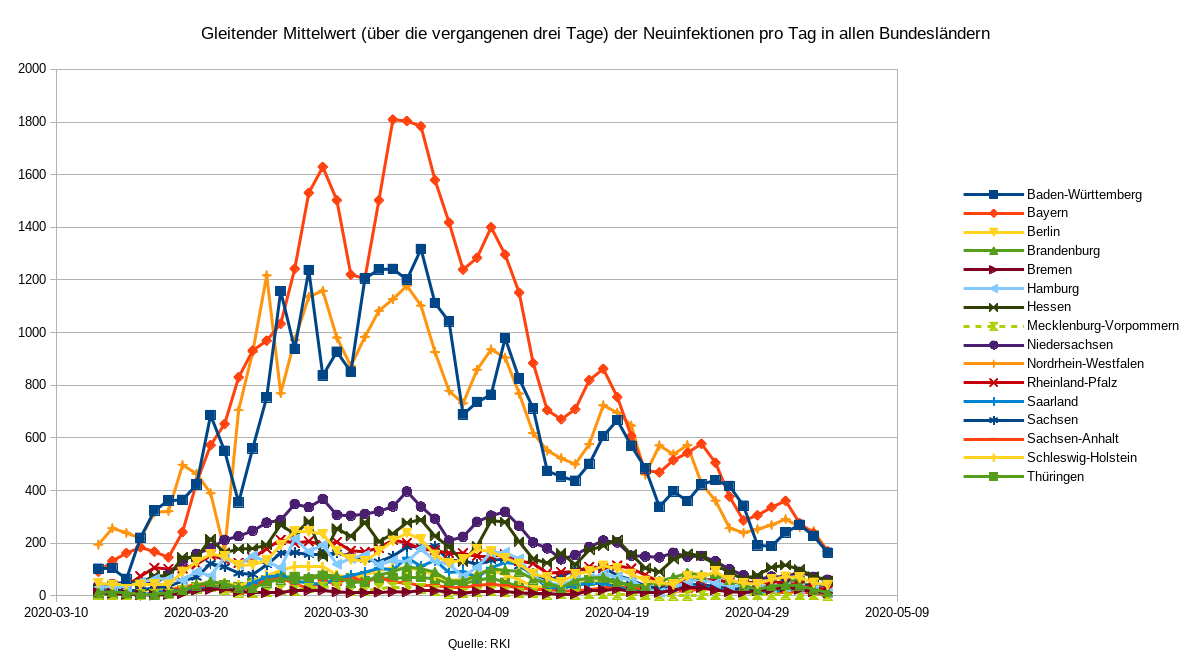 Gleitender Mittelwert (über die vergangenen drei Tage) der Neuinfektionen pro Tag in allen Bundesländern
2000
1800
1600
1400
1200
1000
800
600
400
200
0
2020-03-10 2020-03-20 2020-03-30 2020-04-09 2020-04-19 2020-04-29 2020-05-09
Baden-Württemberg
Bayern
Berlin
Brandenburg
Bremen
Hamburg
Hessen
Mecklenburg-Vorpommern
Niedersachsen
Nordrhein-Westfalen
Rheinland-Pfalz
Saarland
Sachsen
Sachsen-Anhalt
Schleswig-Holstein
Thüringen
Quelle: RKI